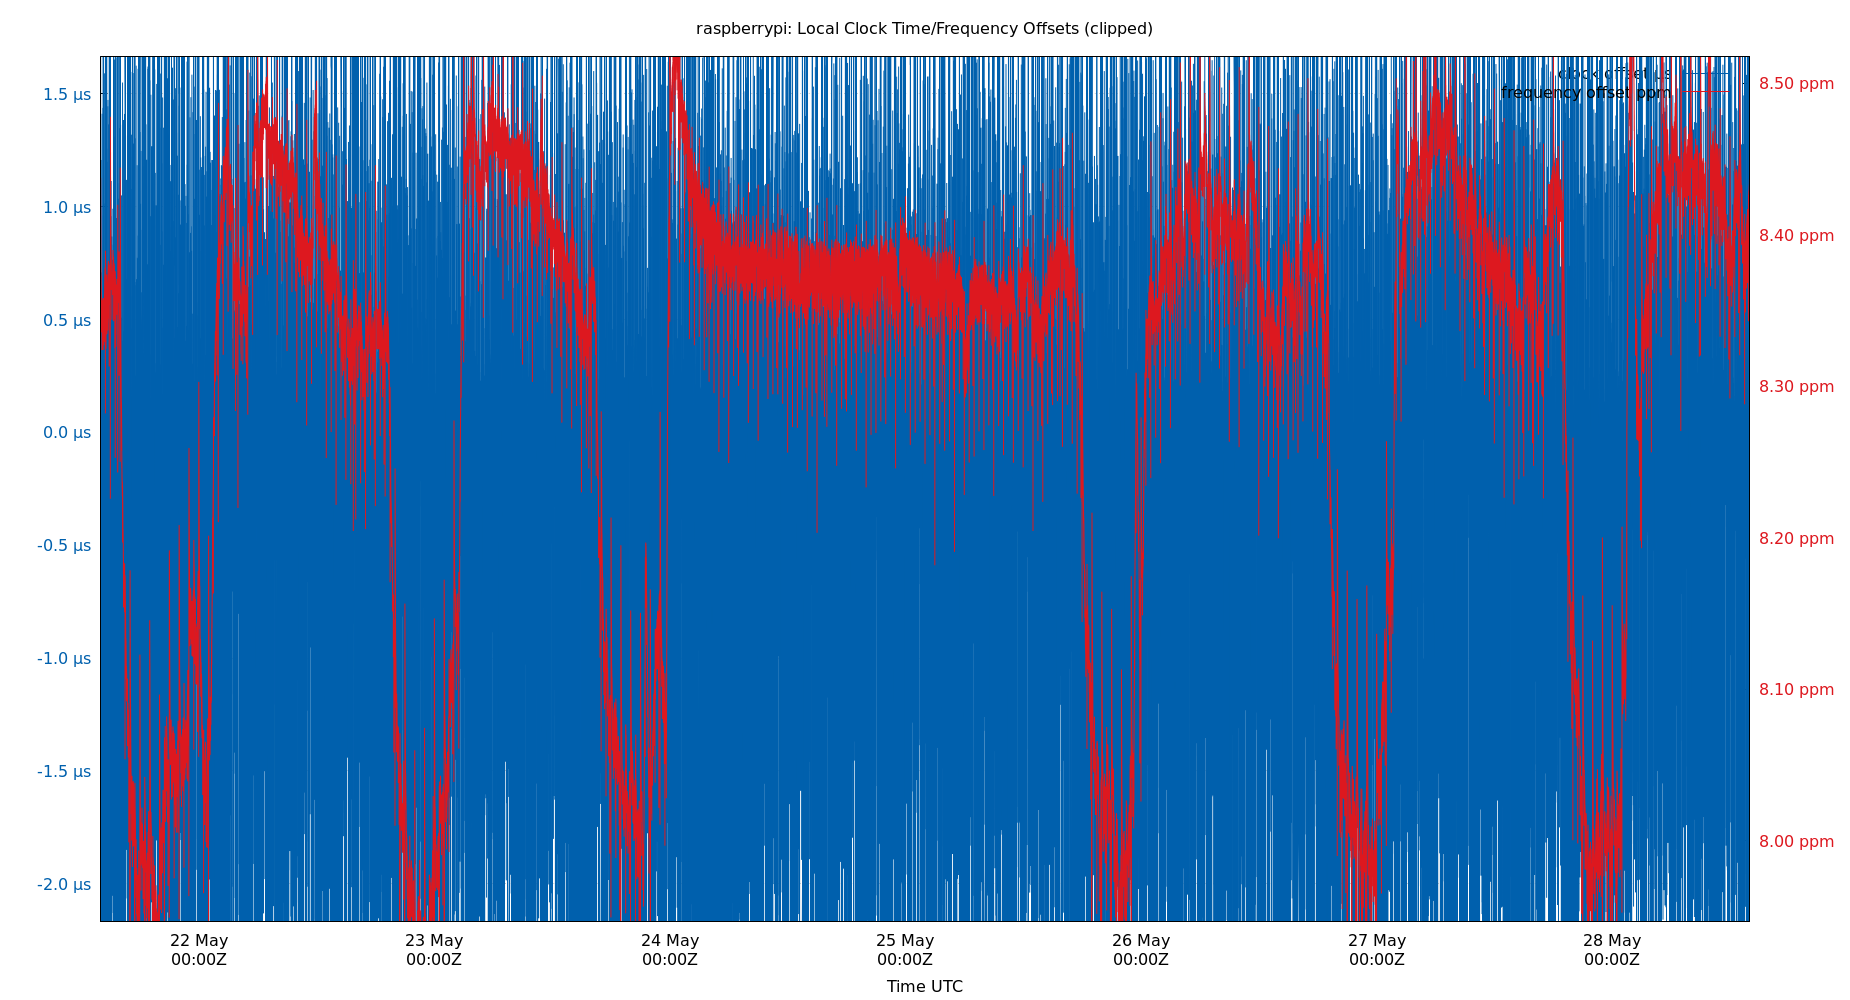 raspberrypi: Local Clock Time/Frequency Offsets (clipped)
clock offset µs
frequency offset ppm
1.5 µs
1.0 µs
0.5 µs
0.0 µs
-0.5 µs
-1.0 µs
-1.5 µs
-2.0 µs
8.50 ppm
8.40 ppm
8.30 ppm
8.20 ppm
8.10 ppm
8.00 ppm
22 May 23 May 24 May 25 May 26 May 27 May 28 May
00:00Z 00:00Z 00:00Z 00:00Z 00:00Z 00:00Z 00:00Z
Time UTC